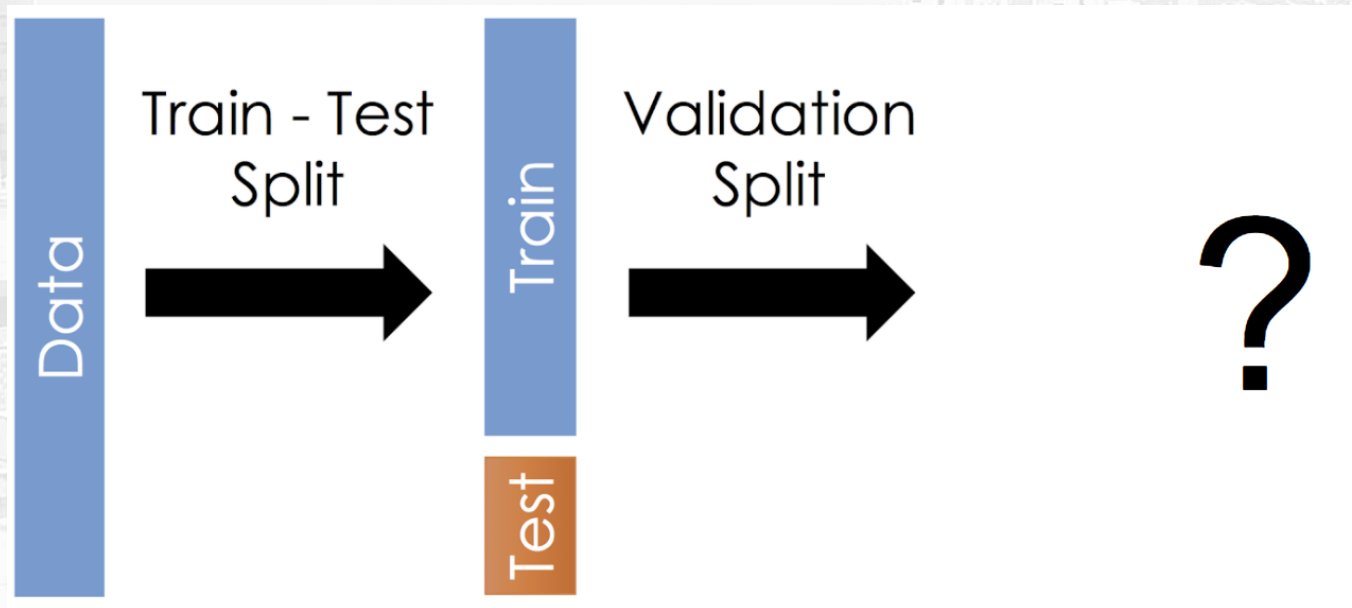 Data
Train - Test
Split
Train
Test
Validation
Split
?